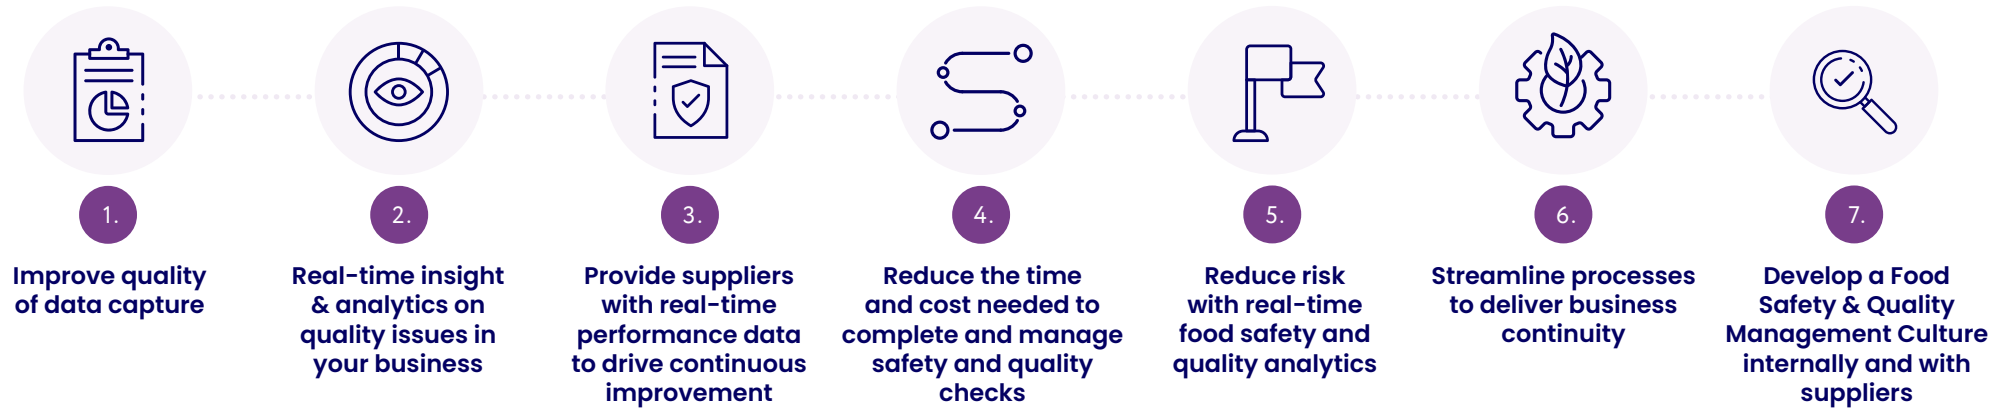 1.
Improve quality
of data capture
2.
Real-time insight
& analytics on
quality issues in
your business
3.
Provide suppliers
with real-time
performance data
to drive continuous
improvement
4.
Reduce the time
and cost needed to
complete and manage
safety and quality
checks
5.
Reduce risk
with real-time
food safety and
quality analytics
6.
Streamline processes
to deliver business
continuity
7.
Develop a Food
Safety & Quality
Management Culture
internally and with
suppliers